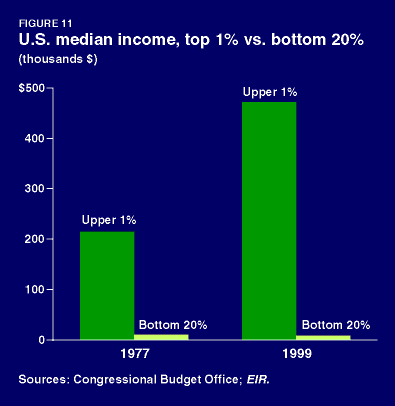 FIGURE 11
U.S. median income, top 1% vs. bottom 20%
(thousands $)
$500
400
300
200
100
0
Upper 1%
Bottom 20%
Upper 1%
Bottom 20%
1977
1999
Sources: Congressional Budget Office; EIR.